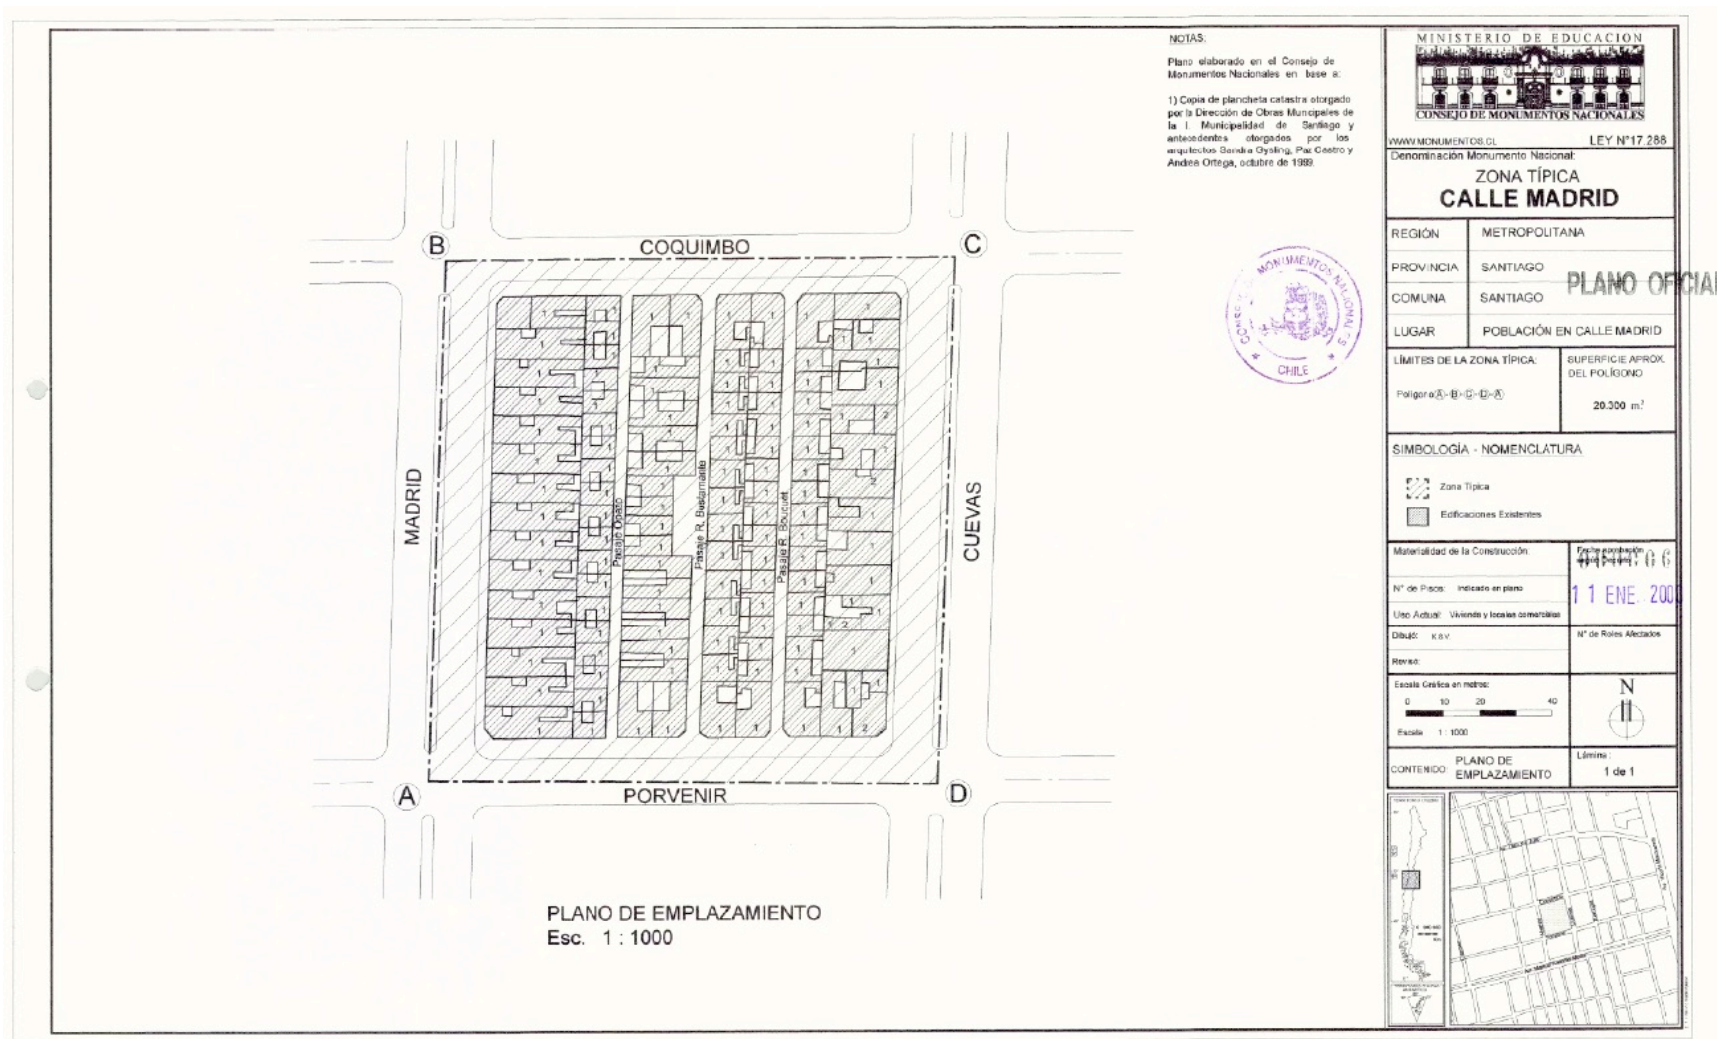 NOTAS:
Plano elaborado en el Consejo de
Monumentos Nacionales en base a:
1) Copia de plancheta catastra otorgado
por la Dirección de Obras Muncipales de
la I. Municipalidad de Santiago y
antecedentes otorgados por los
arquitectos Sandra Gysling, Paz Castro y
Andrea Ortega, octubre de 1999.
B
COQUIMBO
C
MADRID
Pasaje Opazo
Pasaje R. Bustamante
Pasaje R. Boucuet
CUEVAS
A
PORVENIR
D
PLANO DE EMPLAZAMIENTO
Esc. 1 : 1000
MONUMENTOS NACIONALES
CHILE
MINISTERIO DE EDUCACION
CONSEJO DE MONUMENTOS NACIONALES
WWW.MONUMENTOS.CL
LEY N°17.288
Denominación Monumento Nacional:
ZONA TÍPICA
CALLE MADRID
REGIÓN METROPOLITANA
PROVINCIA SANTIAGO
PLANO OFICIAL
COMUNA SANTIAGO
LUGAR POBLACIÓN EN CALLE MADRID
LÍMITES DE LA ZONA TÍPICA:
Poligono A-B-C-D-A
SUPERFICIE APROX.
DEL POLÍGONO
20.300 m²
SIMBOLOGÍA - NOMENCLATURA
Zona Típica
Edificaciones Existentes
Materialidad de la Construcción:
11 ENE. 200
N° de Pisos: Indicado en plano
Uso Actual: Vivienda y locales comerciales
Dibujó: K.B.V.
N° de Roles Afectados
Revisó:
Escala Gráfica en metros:
0 10 20 40
Escala 1 : 1000
N
CONTENIDO: PLANO DE
EMPLAZAMIENTO
Lámina :
1 de 1